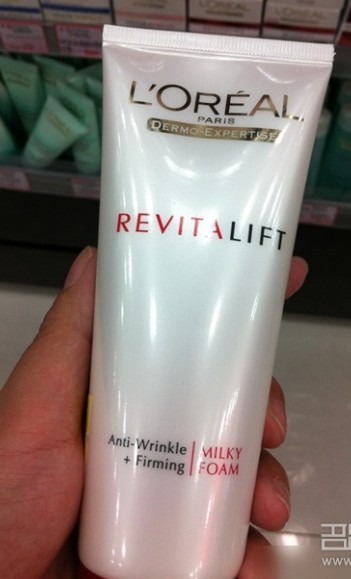 L'ORÉAL
PARIS
DERMO-EXPERTISE
REVITALIFT
Anti-Wrinkle
+ Firming
MILKY
FOAM